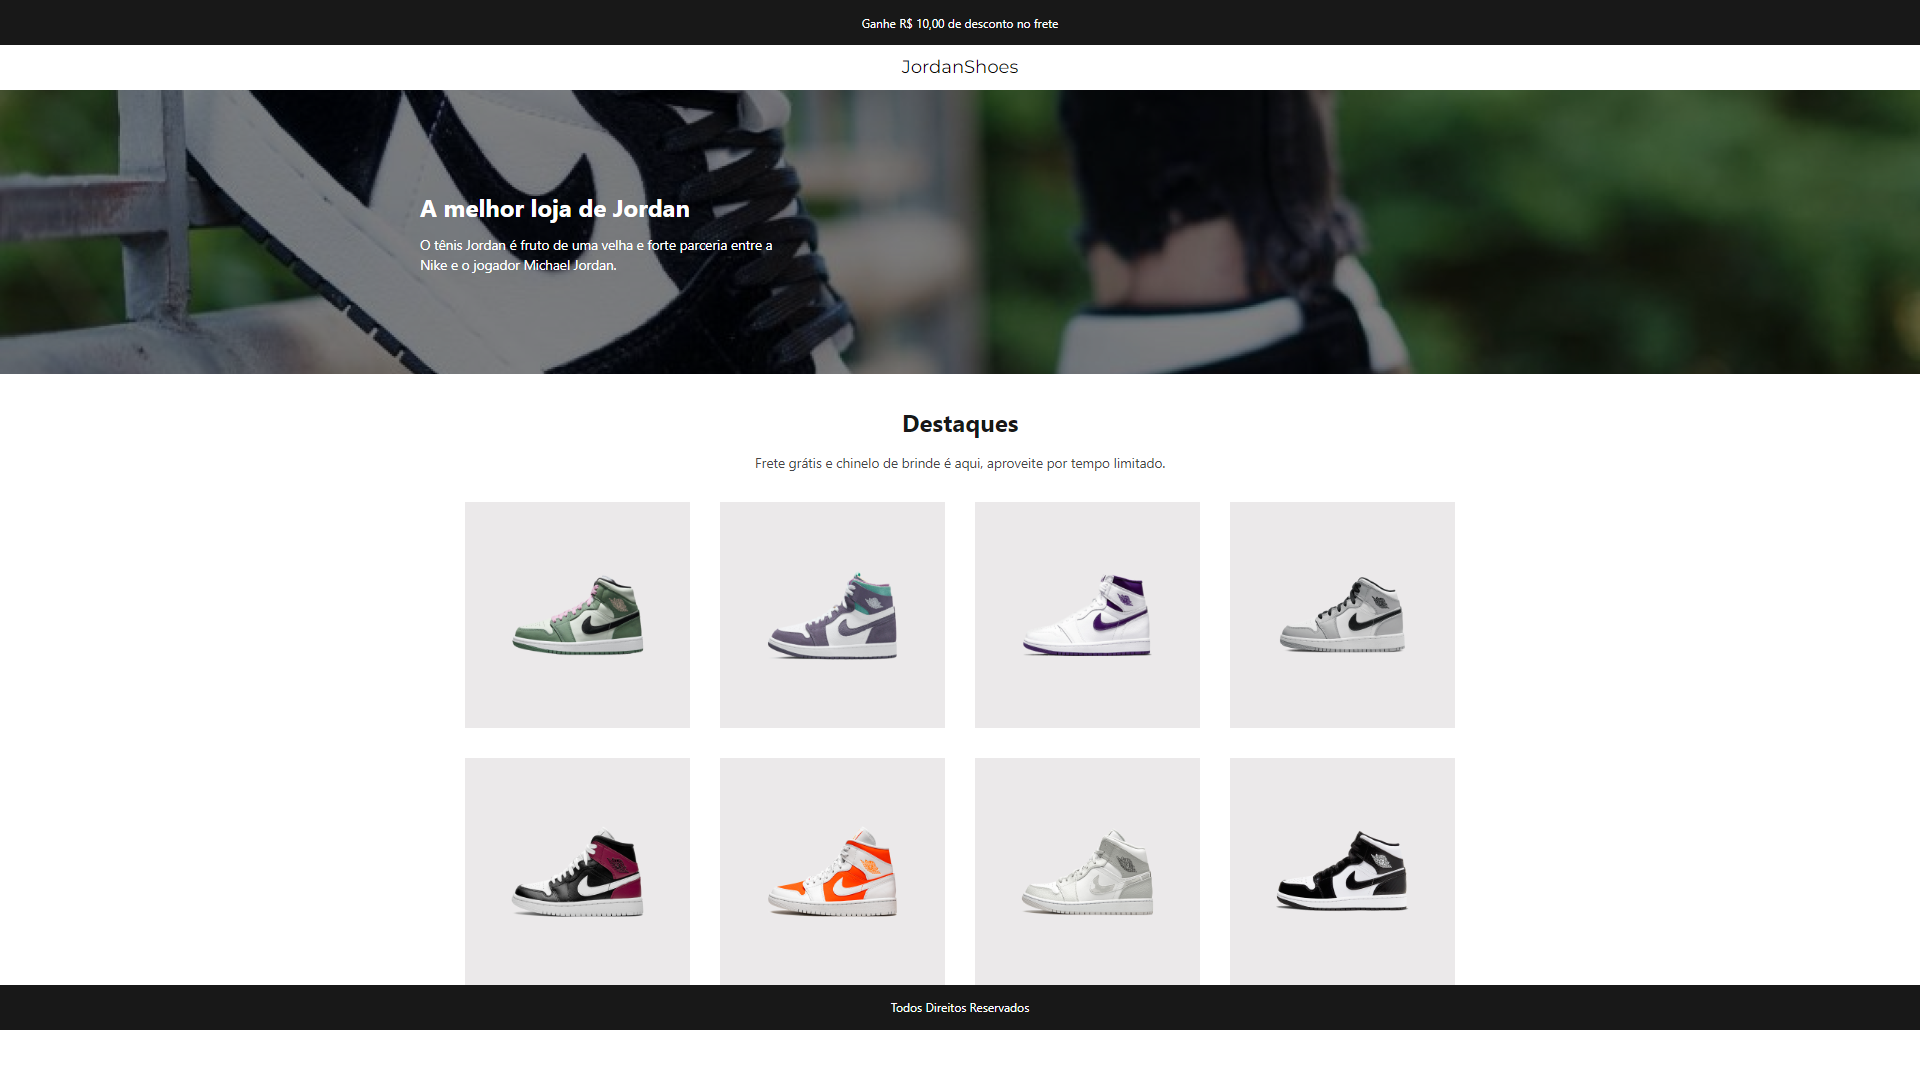 Ganhe R$ 10,00 de desconto no frete
JordanShoes
A melhor loja de Jordan
O tênis Jordan é fruto de uma velha e forte parceria entre a
Nike e o jogador Michael Jordan.
Destaques
Frete grátis e chinelo de brinde é aqui, aproveite por tempo limitado.
Todos Direitos Reservados